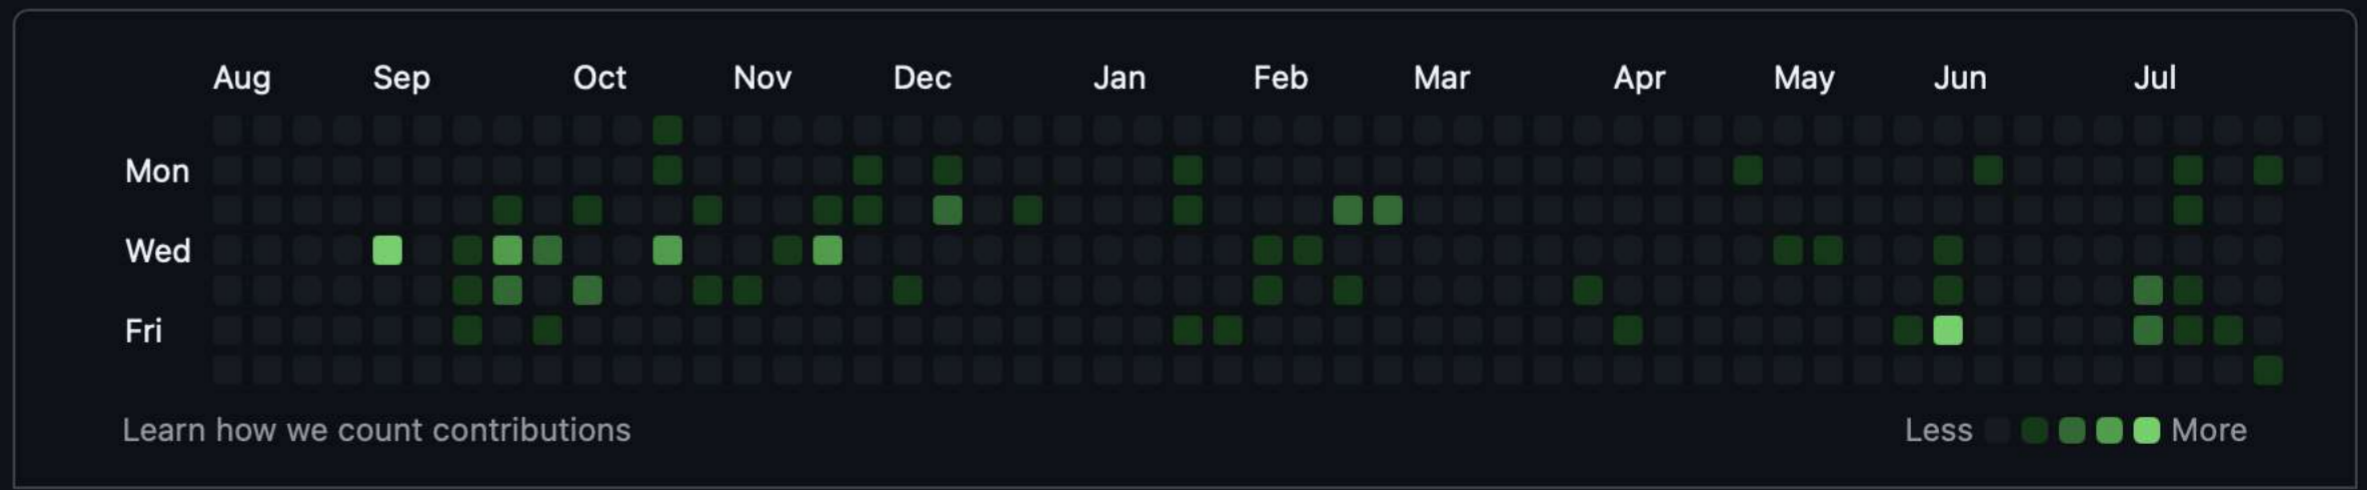 Aug Sep Oct Nov Dec Jan Feb Mar Apr May Jun Jul
Mon
Wed
Fri
Learn how we count contributions
Less More